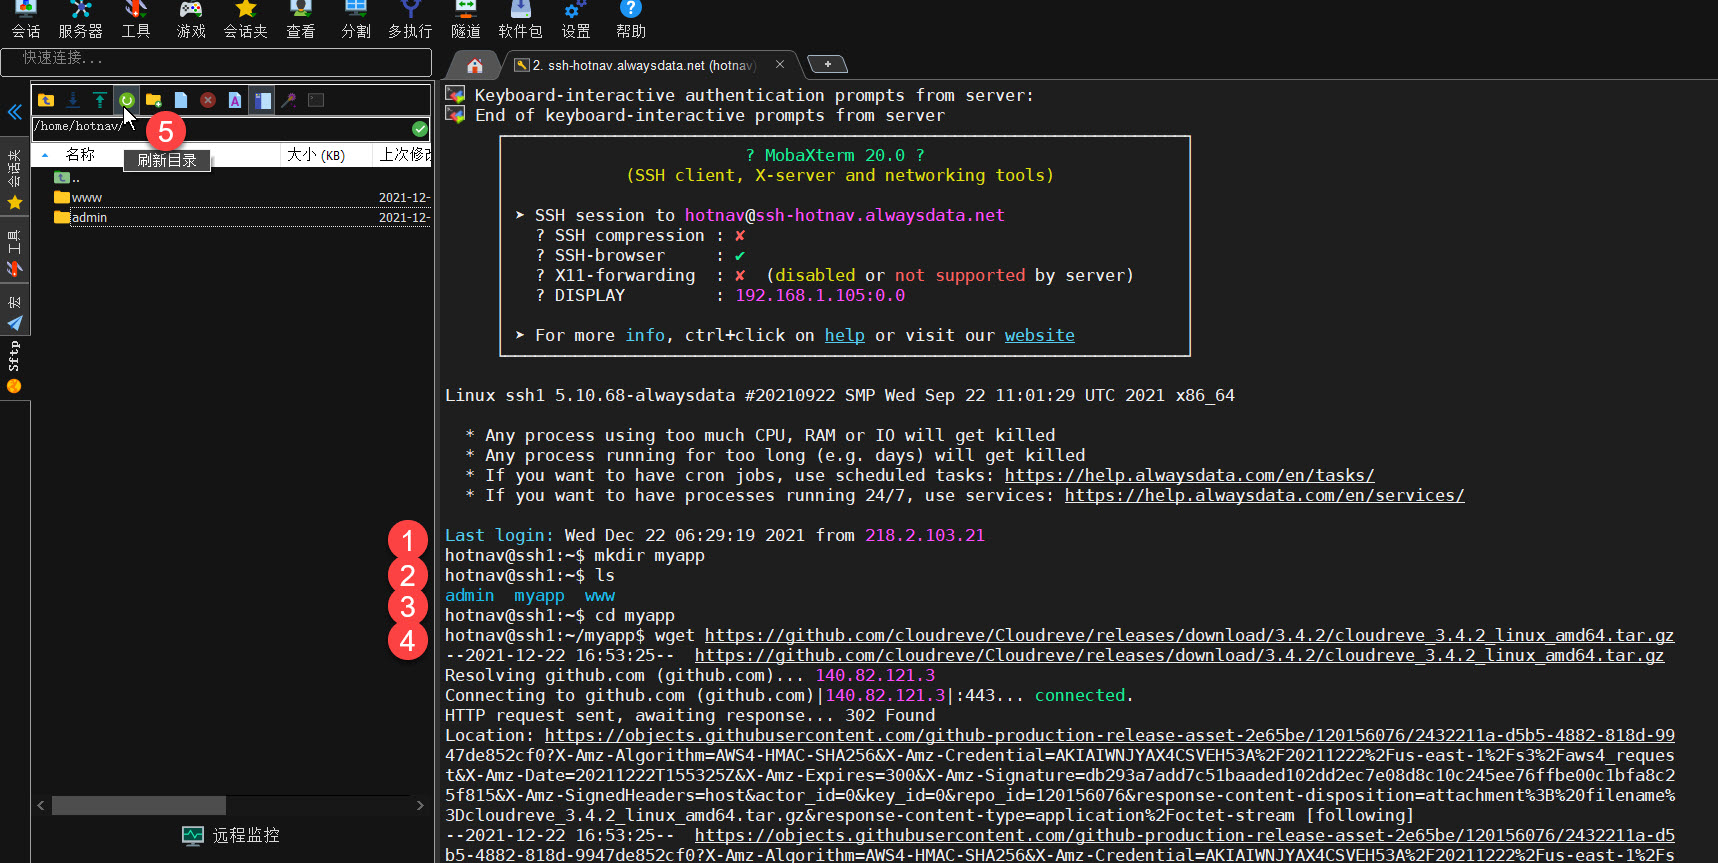 会话 服务器 工具 游戏 会话夹 查看 分割 多执行 隧道 软件包 设置 帮助
快速连接...
2. ssh-hotnav.alwaysdata.net (hotnav)
/home/hotnav/
5
刷新目录
名称 大小 (KB) 上次修改
..
www 2021-12-
admin 2021-12-
会话夹
工具
宏
Sftp
远程监控
Keyboard-interactive authentication prompts from server:
End of keyboard-interactive prompts from server
? MobaXterm 20.0 ?
(SSH client, X-server and networking tools)
➤ SSH session to hotnav@ssh-hotnav.alwaysdata.net
? SSH compression : ✘
? SSH-browser : ✔
? X11-forwarding : ✘ (disabled or not supported by server)
? DISPLAY : 192.168.1.105:0.0
➤ For more info, ctrl+click on help or visit our website
Linux ssh1 5.10.68-alwaysdata #20210922 SMP Wed Sep 22 11:01:29 UTC 2021 x86_64
* Any process using too much CPU, RAM or IO will get killed
* Any process running for too long (e.g. days) will get killed
* If you want to have cron jobs, use scheduled tasks: https://help.alwaysdata.com/en/tasks/
* If you want to have processes running 24/7, use services: https://help.alwaysdata.com/en/services/
Last login: Wed Dec 22 06:29:19 2021 from 218.2.103.21
1 hotnav@ssh1:~$ mkdir myapp
2 hotnav@ssh1:~$ ls
admin myapp www
3 hotnav@ssh1:~$ cd myapp
4 hotnav@ssh1:~/myapp$ wget https://github.com/cloudreve/Cloudreve/releases/download/3.4.2/cloudreve_3.4.2_linux_amd64.tar.gz
--2021-12-22 16:53:25-- https://github.com/cloudreve/Cloudreve/releases/download/3.4.2/cloudreve_3.4.2_linux_amd64.tar.gz
Resolving github.com (github.com)... 140.82.121.3
Connecting to github.com (github.com)|140.82.121.3|:443... connected.
HTTP request sent, awaiting response... 302 Found
Location: https://objects.githubusercontent.com/github-production-release-asset-2e65be/120156076/2432211a-d5b5-4882-818d-99
47de852cf0?X-Amz-Algorithm=AWS4-HMAC-SHA256&X-Amz-Credential=AKIAIWNJYAX4CSVEH53A%2F20211222%2Fus-east-1%2Fs3%2Faws4_reques
t&X-Amz-Date=20211222T155325Z&X-Amz-Expires=300&X-Amz-Signature=db293a7add7c51baaded102dd2ec7e08d8c10c245ee76ffbe00c1bfa8c2
5f815&X-Amz-SignedHeaders=host&actor_id=0&key_id=0&repo_id=120156076&response-content-disposition=attachment%3B%20filename%
3Dcloudreve_3.4.2_linux_amd64.tar.gz&response-content-type=application%2Foctet-stream [following]
--2021-12-22 16:53:25-- https://objects.githubusercontent.com/github-production-release-asset-2e65be/120156076/2432211a-d5
b5-4882-818d-9947de852cf0?X-Amz-Algorithm=AWS4-HMAC-SHA256&X-Amz-Credential=AKIAIWNJYAX4CSVEH53A%2F20211222%2Fus-east-1%2Fs